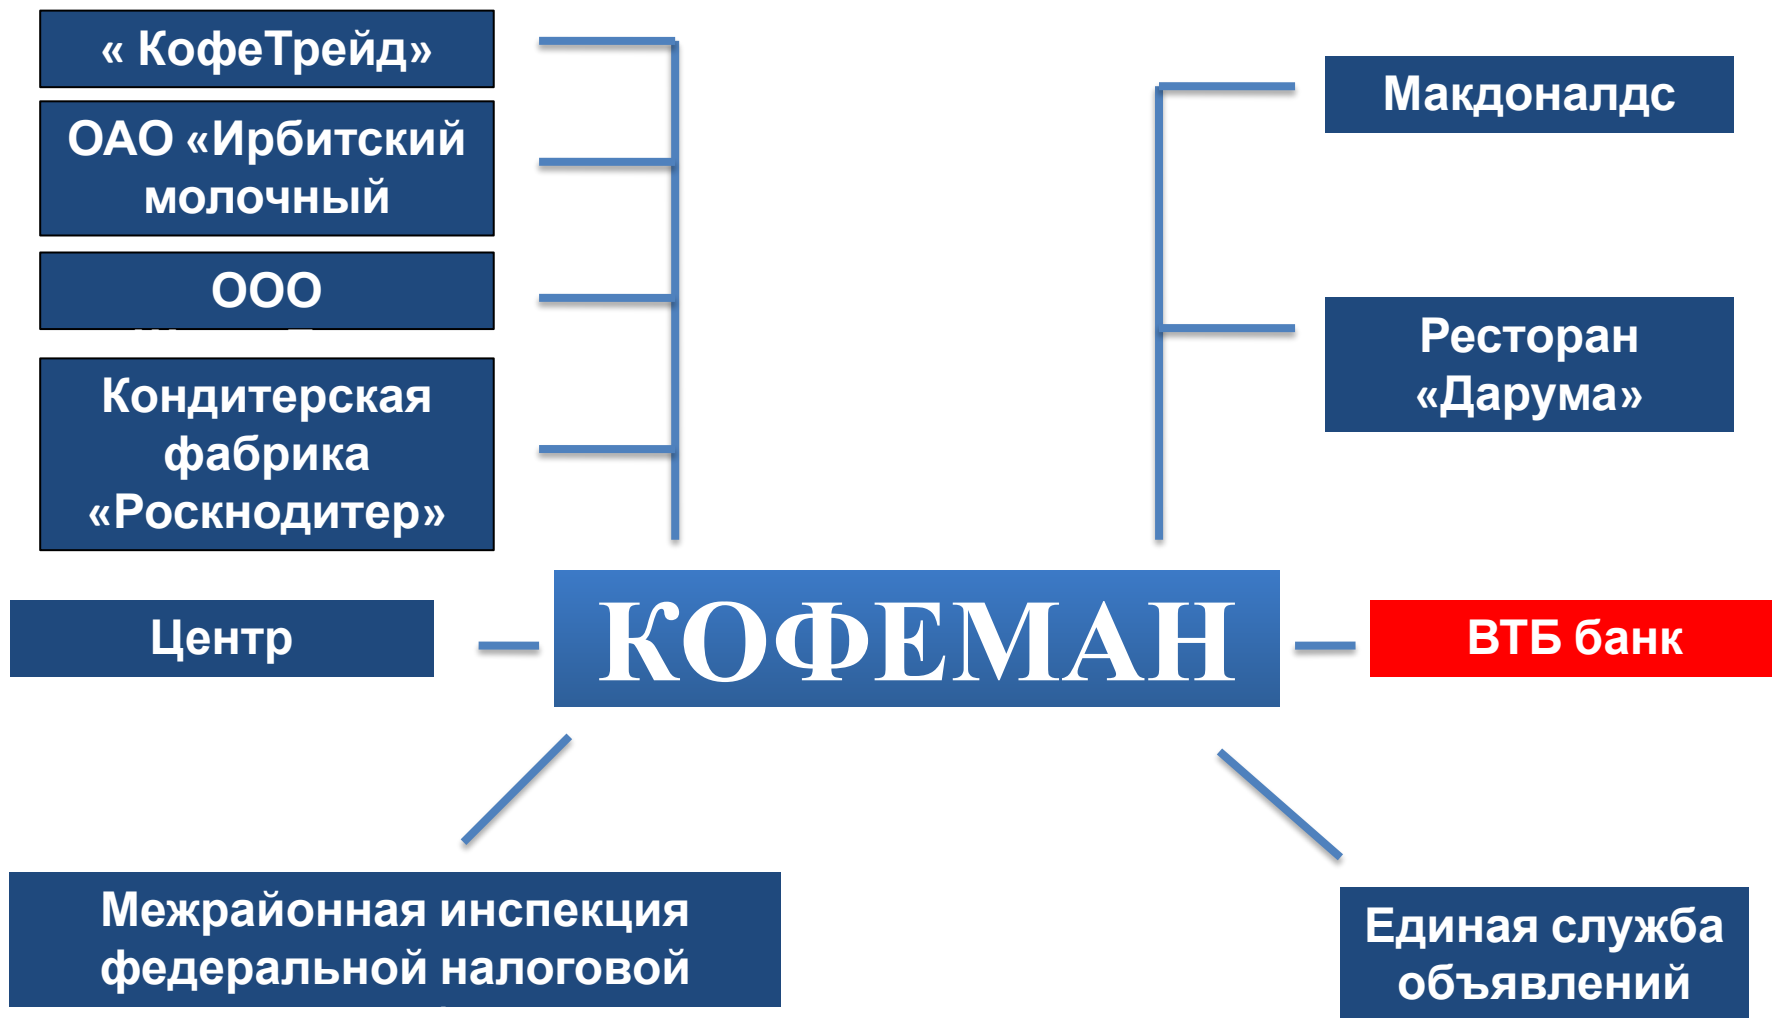 « КофеТрейд»
ОАО «Ирбитский
молочный
ООО
Кондитерская
фабрика
«Роскнодитер»
Макдоналдс
Ресторан
«Дарума»
Центр
КОФЕМАН
ВТБ банк
Межрайонная инспекция
федеральной налоговой
Единая служба
объявлений